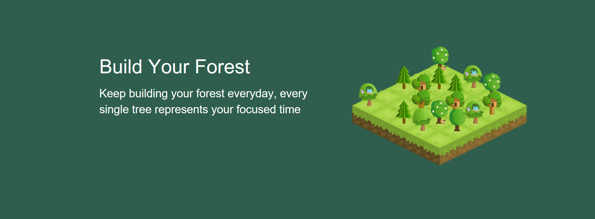 Build Your Forest
Keep building your forest everyday, every
single tree represents your focused time